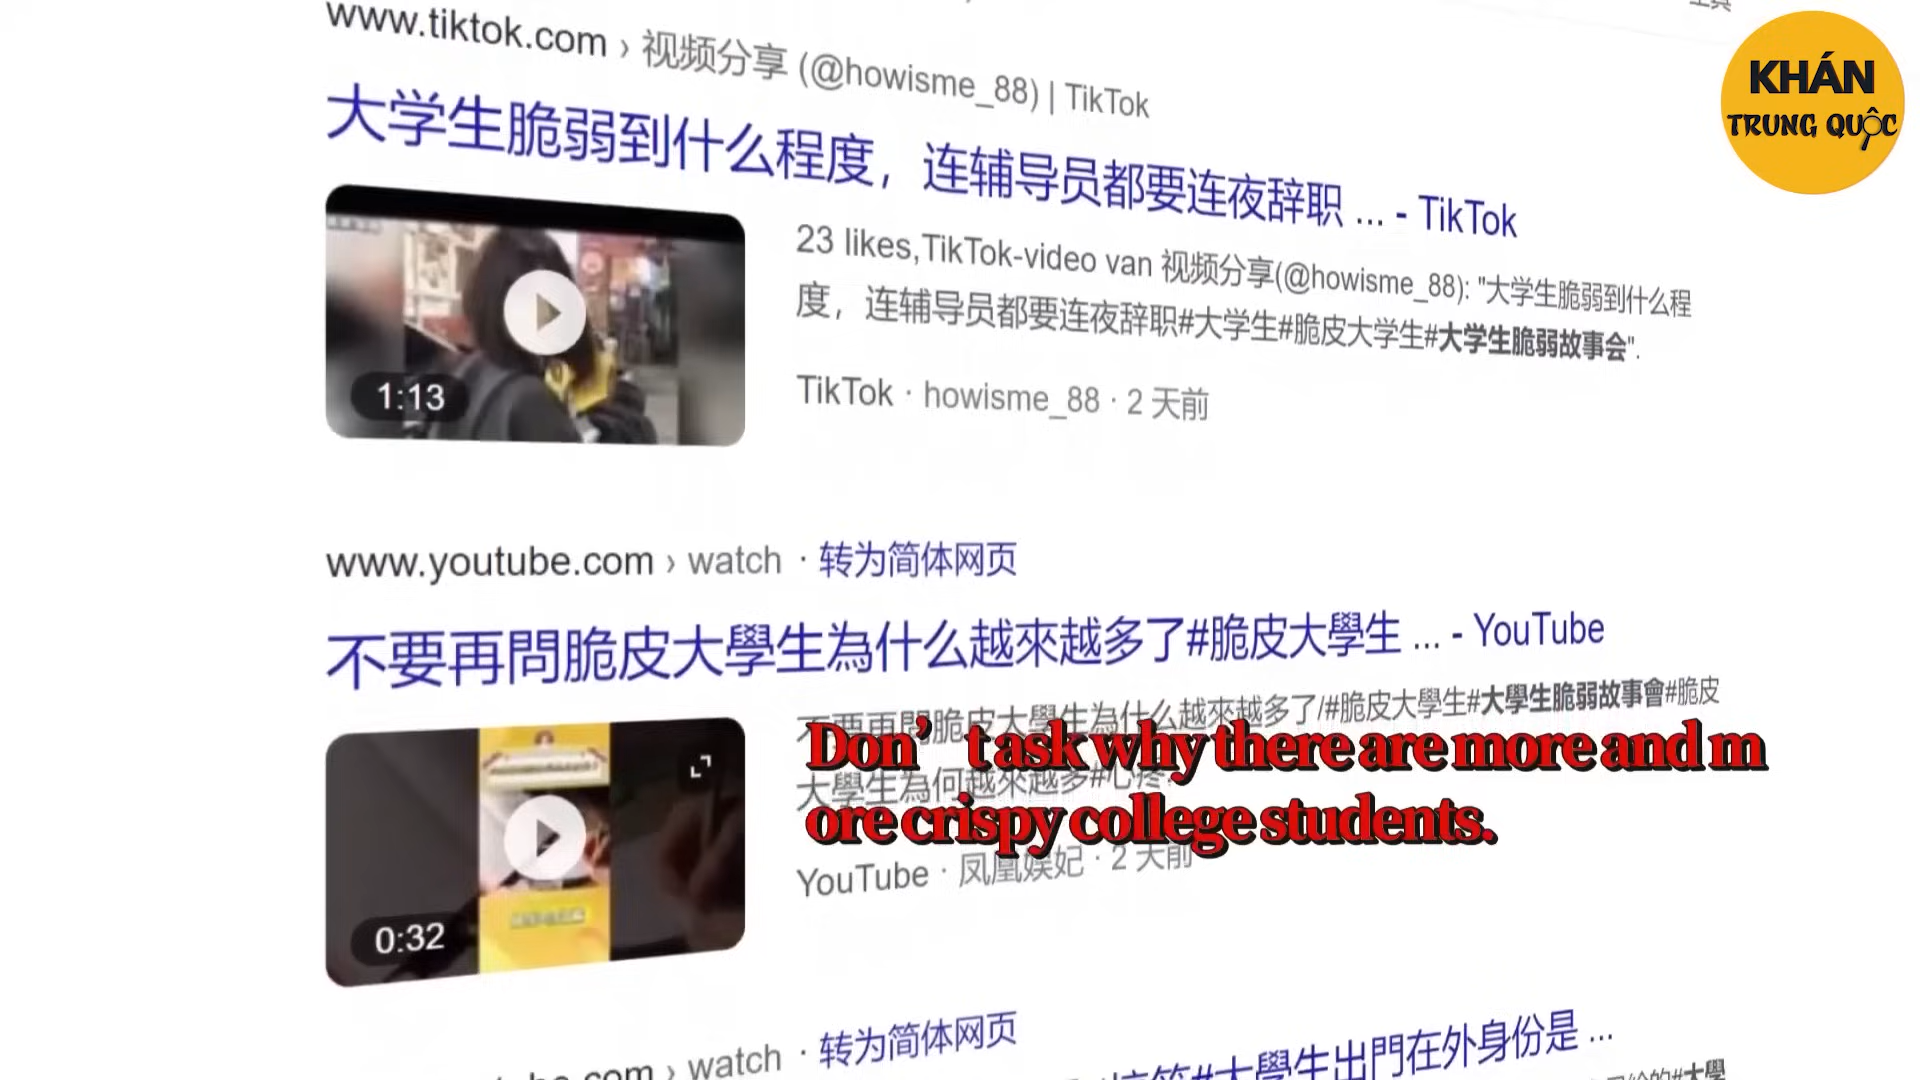 工具
KHÁN
TRUNG QUỐC
www.tiktok.com › 视频分享 (@howisme_88) | TikTok
大学生脆弱到什么程度，连辅导员都要连夜辞职 ... - TikTok
23 likes,TikTok-video van 视频分享(@howisme_88): "大学生脆弱到什么程
度，连辅导员都要连夜辞职#大学生#脆皮大学生#大学生脆弱故事会".
1:13
TikTok · howisme_88 · 2 天前
www.youtube.com › watch · 转为简体网页
不要再問脆皮大學生為什么越來越多了#脆皮大學生 ... - YouTube
不要再問脆皮大學生為什么越來越多了/#脆皮大學生#大學生脆弱故事會#脆皮
大學生為何越來越多#心疼
Don’t ask why there are more and m
ore crispy college students.
YouTube · 凤凰娱妃 · 2 天前
0:32
com › watch · 转为简体网页
#大學生出門在外身份是 ...